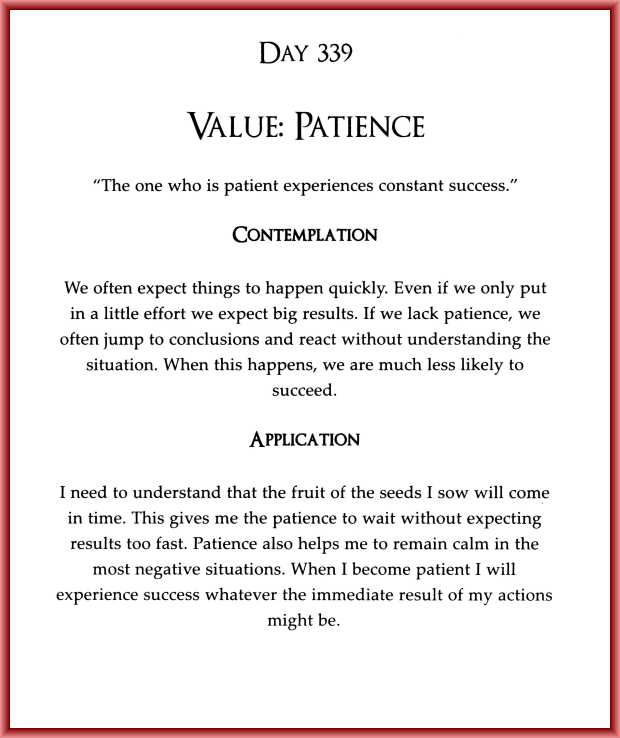 Day 339
Value: Patience
“The one who is patient experiences constant success.”
Contemplation
We often expect things to happen quickly. Even if we only put
in a little effort we expect big results. If we lack patience, we
often jump to conclusions and react without understanding the
situation. When this happens, we are much less likely to
succeed.
Application
I need to understand that the fruit of the seeds I sow will come
in time. This gives me the patience to wait without expecting
results too fast. Patience also helps me to remain calm in the
most negative situations. When I become patient I will
experience success whatever the immediate result of my actions
might be.